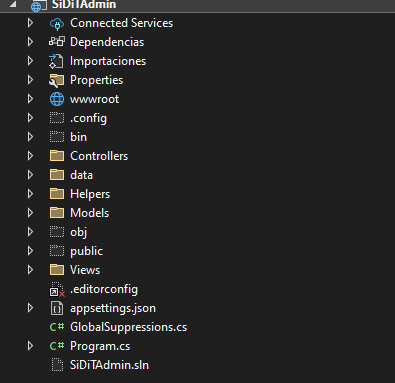 SiDiTAdmin
Connected Services
Dependencias
Importaciones
Properties
wwwroot
.config
bin
Controllers
data
Helpers
Models
obj
public
Views
.editorconfig
appsettings.json
C# GlobalSuppressions.cs
C# Program.cs
SiDiTAdmin.sln